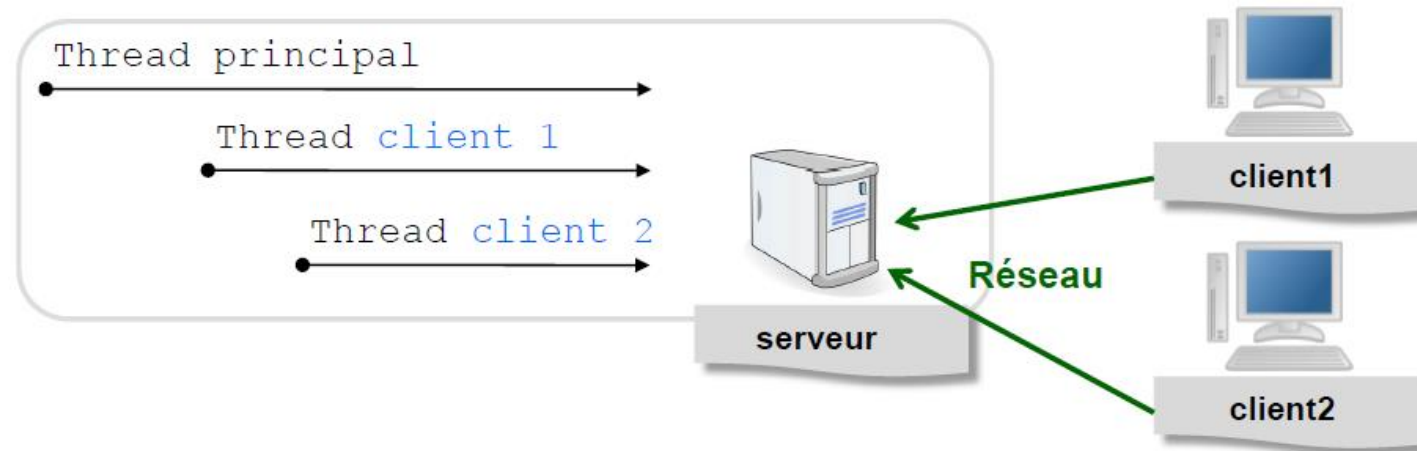 Thread principal
Thread client 1
Thread client 2
serveur
Réseau
client1
client2